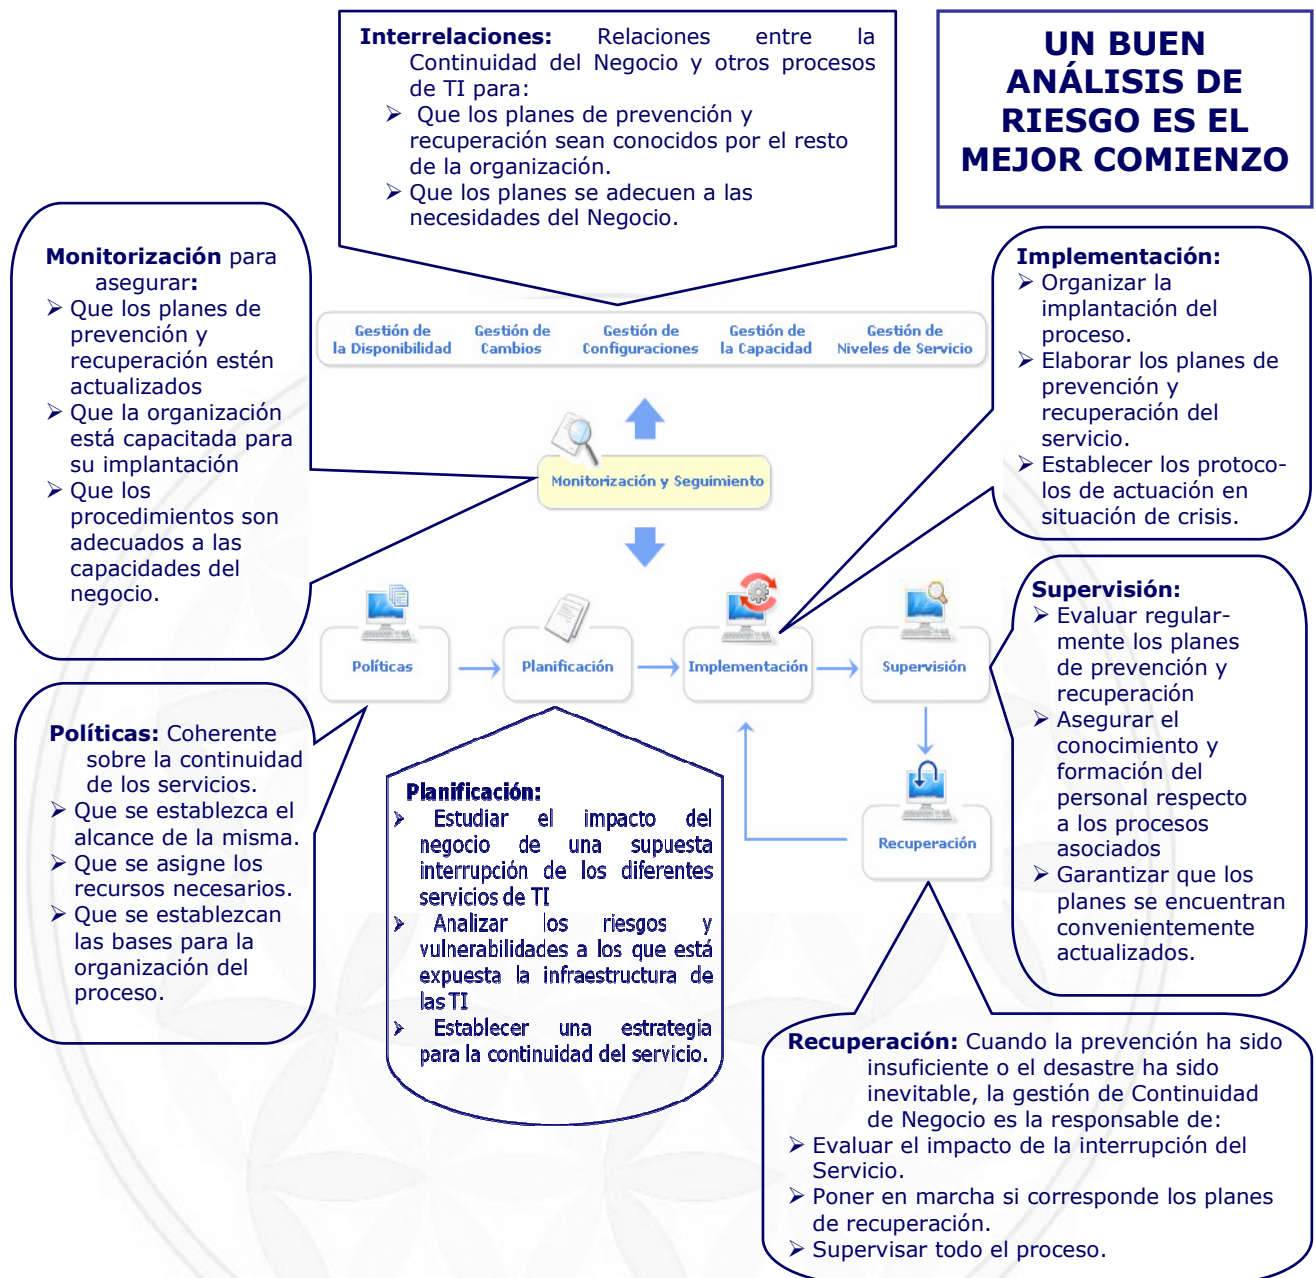 Interrelaciones: Relaciones entre la
Continuidad del Negocio y otros procesos
de TI para:
➢ Que los planes de prevención y
recuperación sean conocidos por el resto
de la organización.
➢ Que los planes se adecuen a las
necesidades del Negocio.
UN BUEN
ANÁLISIS DE
RIESGO ES EL
MEJOR COMIENZO
Monitorización para
asegurar:
➢ Que los planes de
prevención y
recuperación estén
actualizados
➢ Que la organización
está capacitada para
su implantación
➢ Que los
procedimientos son
adecuados a las
capacidades del
negocio.
Implementación:
➢ Organizar la
implantación del
proceso.
➢ Elaborar los planes de
prevención y
recuperación del
servicio.
➢ Establecer los protoco-
los de actuación en
situación de crisis.
Gestión de
la Disponibilidad
Gestión de
Cambios
Gestión de
Configuraciones
Gestión de
la Capacidad
Gestión de
Niveles de Servicio
Monitorización y Seguimiento
Políticas
Planificación
Implementación
Supervisión
Recuperación
Supervisión:
➢ Evaluar regular-
mente los planes
de prevención y
recuperación
➢ Asegurar el
conocimiento y
formación del
personal respecto
a los procesos
asociados
➢ Garantizar que los
planes se encuentran
convenientemente
actualizados.
Políticas: Coherente
sobre la continuidad
de los servicios.
➢ Que se establezca el
alcance de la misma.
➢ Que se asigne los
recursos necesarios.
➢ Que se establezcan
las bases para la
organización del
proceso.
Planificación:
➢ Estudiar el impacto del
negocio de una supuesta
interrupción de los diferentes
servicios de TI
➢ Analizar los riesgos y
vulnerabilidades a los que está
expuesta la infraestructura de
las TI
➢ Establecer una estrategia
para la continuidad del servicio.
Recuperación: Cuando la prevención ha sido
insuficiente o el desastre ha sido
inevitable, la gestión de Continuidad
de Negocio es la responsable de:
➢ Evaluar el impacto de la interrupción del
Servicio.
➢ Poner en marcha si corresponde los planes
de recuperación.
➢ Supervisar todo el proceso.